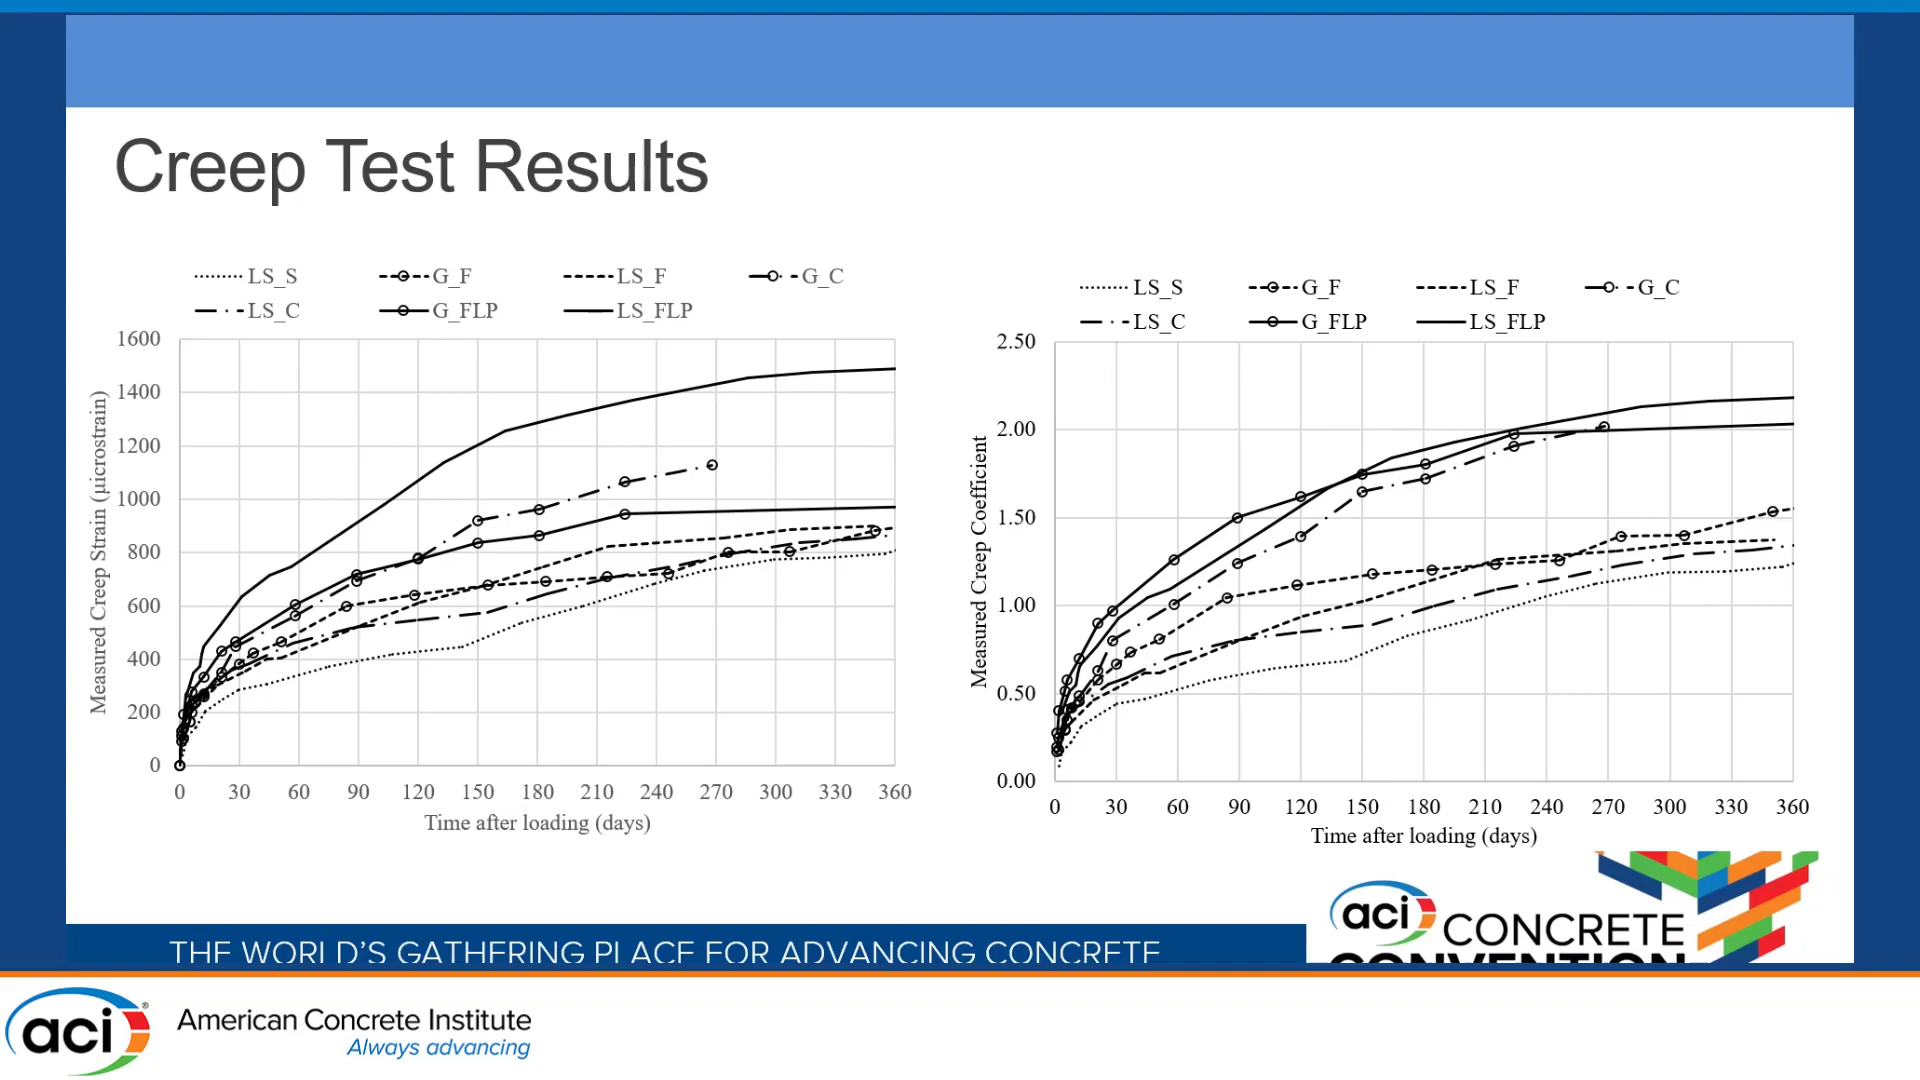 Creep Test Results
LS_S G_F LS_F G_C
LS_C G_FLP LS_FLP
1600
1400
1200
1000
800
600
400
200
0
Measured Creep Strain (µicrostrain)
0 30 60 90 120 150 180 210 240 270 300 330 360
Time after loading (days)
LS_S G_F LS_F G_C
LS_C G_FLP LS_FLP
2.50
2.00
1.50
1.00
0.50
0.00
Measured Creep Coefficient
0 30 60 90 120 150 180 210 240 270 300 330 360
Time after loading (days)
THE WORLD'S GATHERING PLACE FOR ADVANCING CONCRETE
aci CONCRETE
CONVENTION
aci ®
American Concrete Institute
Always advancing